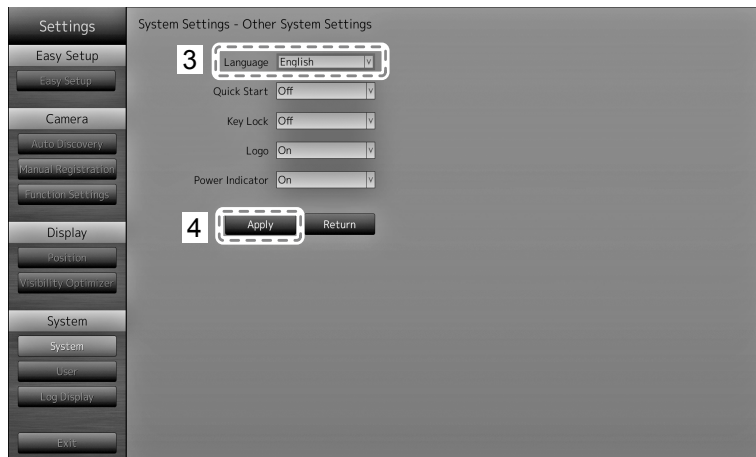 Settings
System Settings - Other System Settings
Easy Setup
Easy Setup
Camera
Auto Discovery
Manual Registration
Function Settings
Display
Position
Visibility Optimizer
System
System
User
Log Display
Exit
3
Language English
Quick Start Off
Key Lock Off
Logo On
Power Indicator On
4
Apply Return